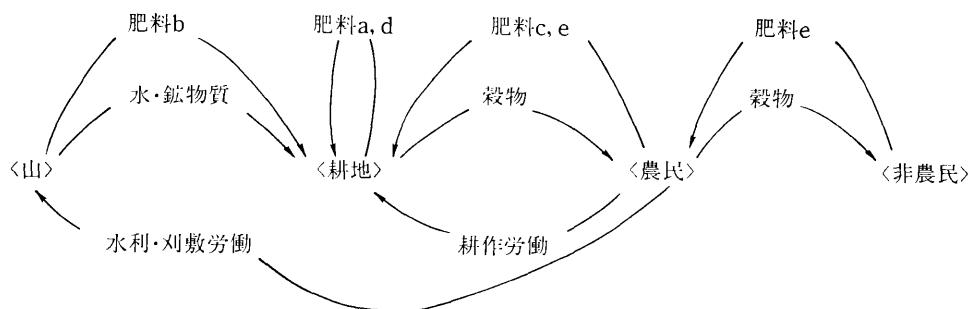 肥料b 肥料a, d 肥料c, e 肥料e
水·鉱物質 穀物 穀物
〈山〉 〈耕地〉 〈農民〉 〈非農民〉
水利·刈敷労働 耕作労働